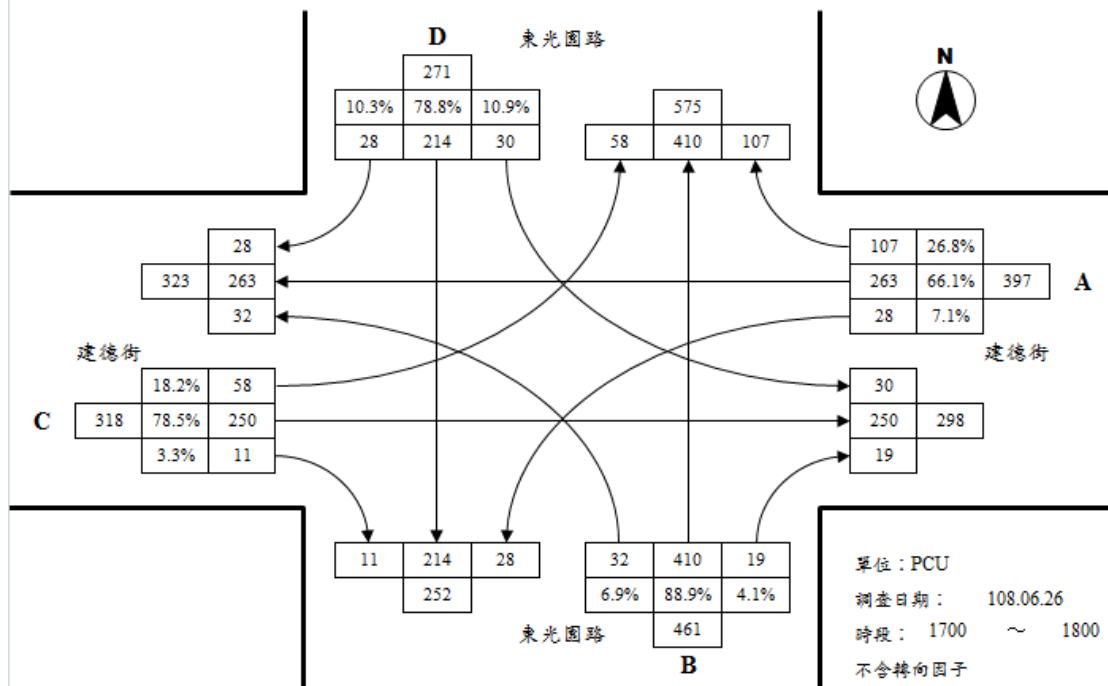 D 東光園路
N
271
10.3% 78.8% 10.9%
28 214 30
575
58 410 107
28
323 263
32
107 26.8%
263 66.1% 397
28 7.1%
A
建德街
建德街
18.2% 58
C 318 78.5% 250
3.3% 11
30
250 298
19
11 214 28
252
32 410 19
6.9% 88.9% 4.1%
461
東光園路
B
單位：PCU
調查日期： 108.06.26
時段： 1700 ～ 1800
不含轉向因子